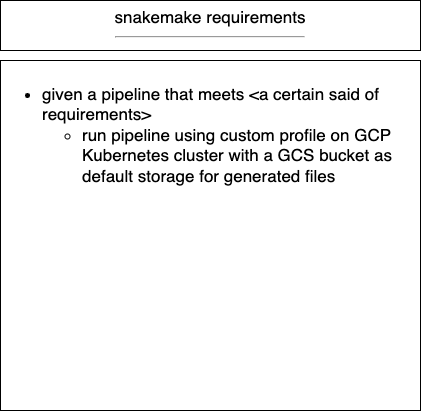 snakemake requirements
given a pipeline that meets <a certain said of
requirements>
run pipeline using custom profile on GCP
Kubernetes cluster with a GCS bucket as
default storage for generated files